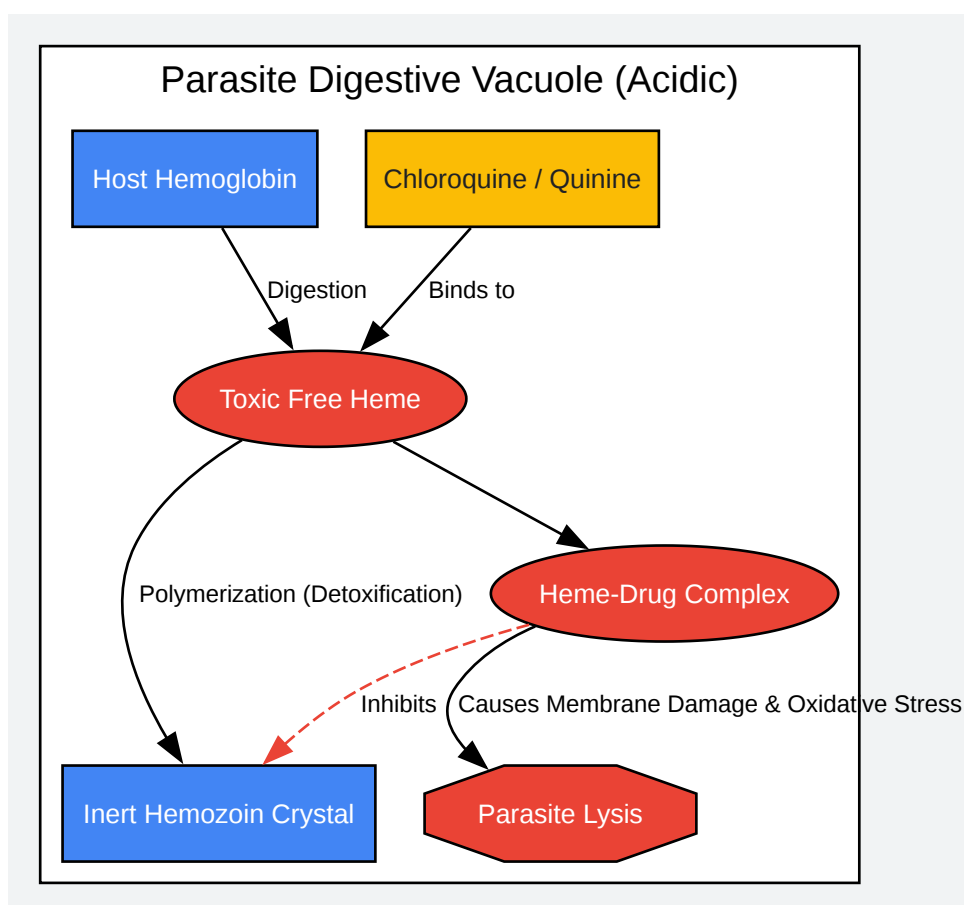 Parasite Digestive Vacuole (Acidic)
Host Hemoglobin
Chloroquine / Quinine
Digestion
Binds to
Toxic Free Heme
Polymerization (Detoxification)
Heme-Drug Complex
Inhibits
Causes Membrane Damage & Oxidative Stress
Inert Hemozoin Crystal
Parasite Lysis